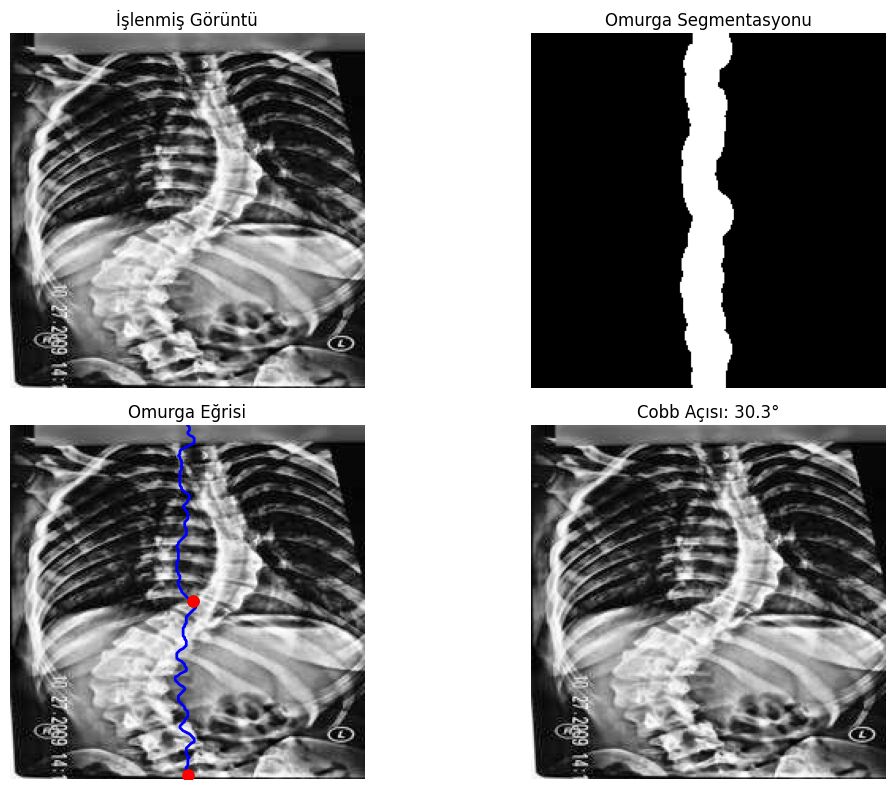 İşlenmiş Görüntü
Omurga Segmentasyonu
L
Omurga Eğrisi
Cobb Açısı: 30.3°
L
L